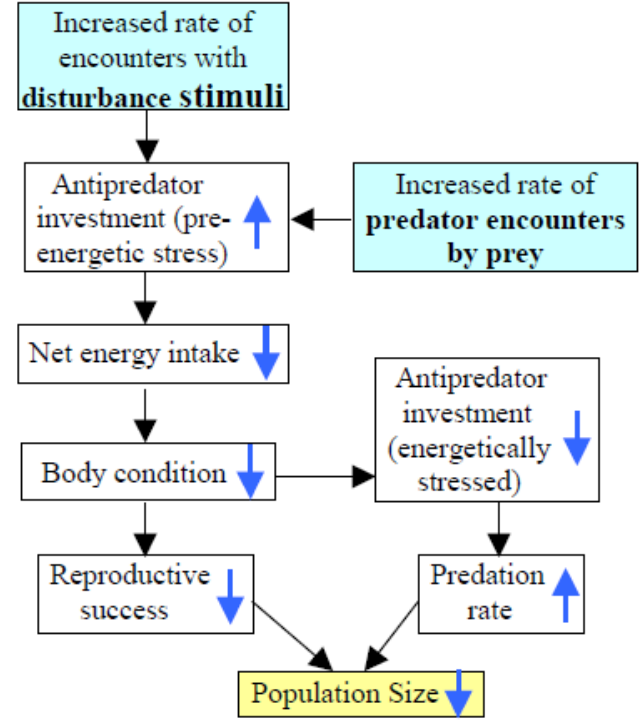 Increased rate of
encounters with
disturbance stimuli
Antipredator
investment (pre-
energetic stress)
Increased rate of
predator encounters
by prey
Net energy intake
Antipredator
investment
(energetically
stressed)
Body condition
Reproductive
success
Predation
rate
Population Size